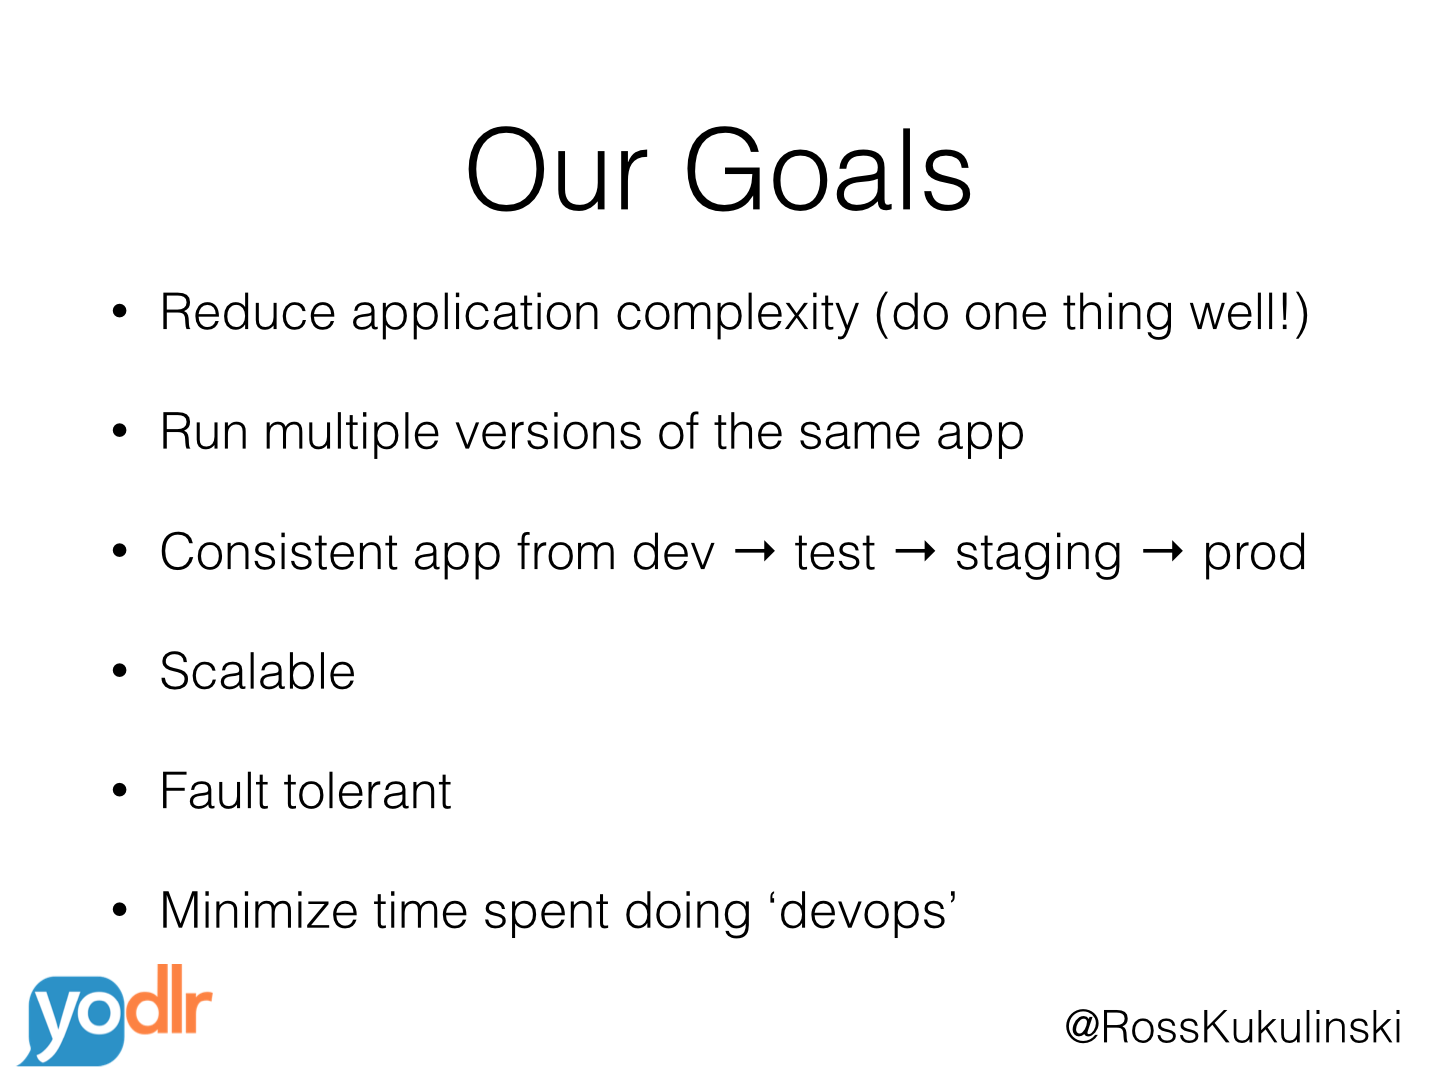 Our Goals
• Reduce application complexity (do one thing well!)
• Run multiple versions of the same app
• Consistent app from dev → test → staging → prod
• Scalable
• Fault tolerant
• Minimize time spent doing ‘devops’
yodlr
@RossKukulinski